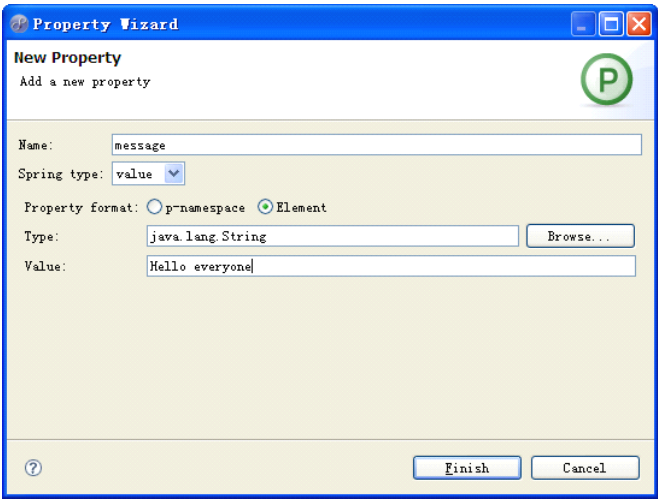 Property Wizard
New Property
Add a new property
P
Name: message
Spring type: value
Property format: p-namespace Element
Type: java.lang.String Browse...
Value: Hello everyone
?
Finish Cancel